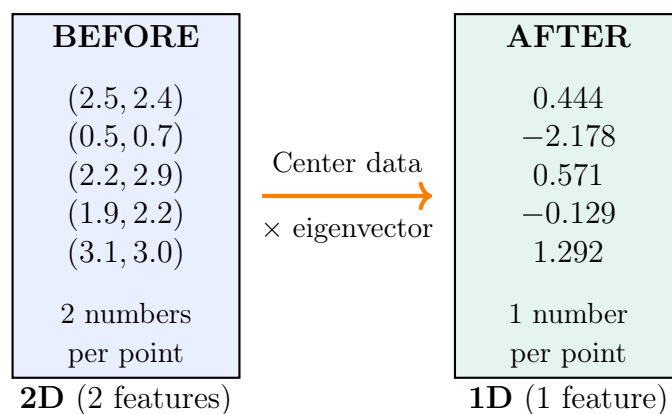 BEFORE
(2.5, 2.4)
(0.5, 0.7)
(2.2, 2.9)
(1.9, 2.2)
(3.1, 3.0)
2 numbers
per point
2D (2 features)
Center data
× eigenvector
AFTER
0.444
−2.178
0.571
−0.129
1.292
1 number
per point
1D (1 feature)